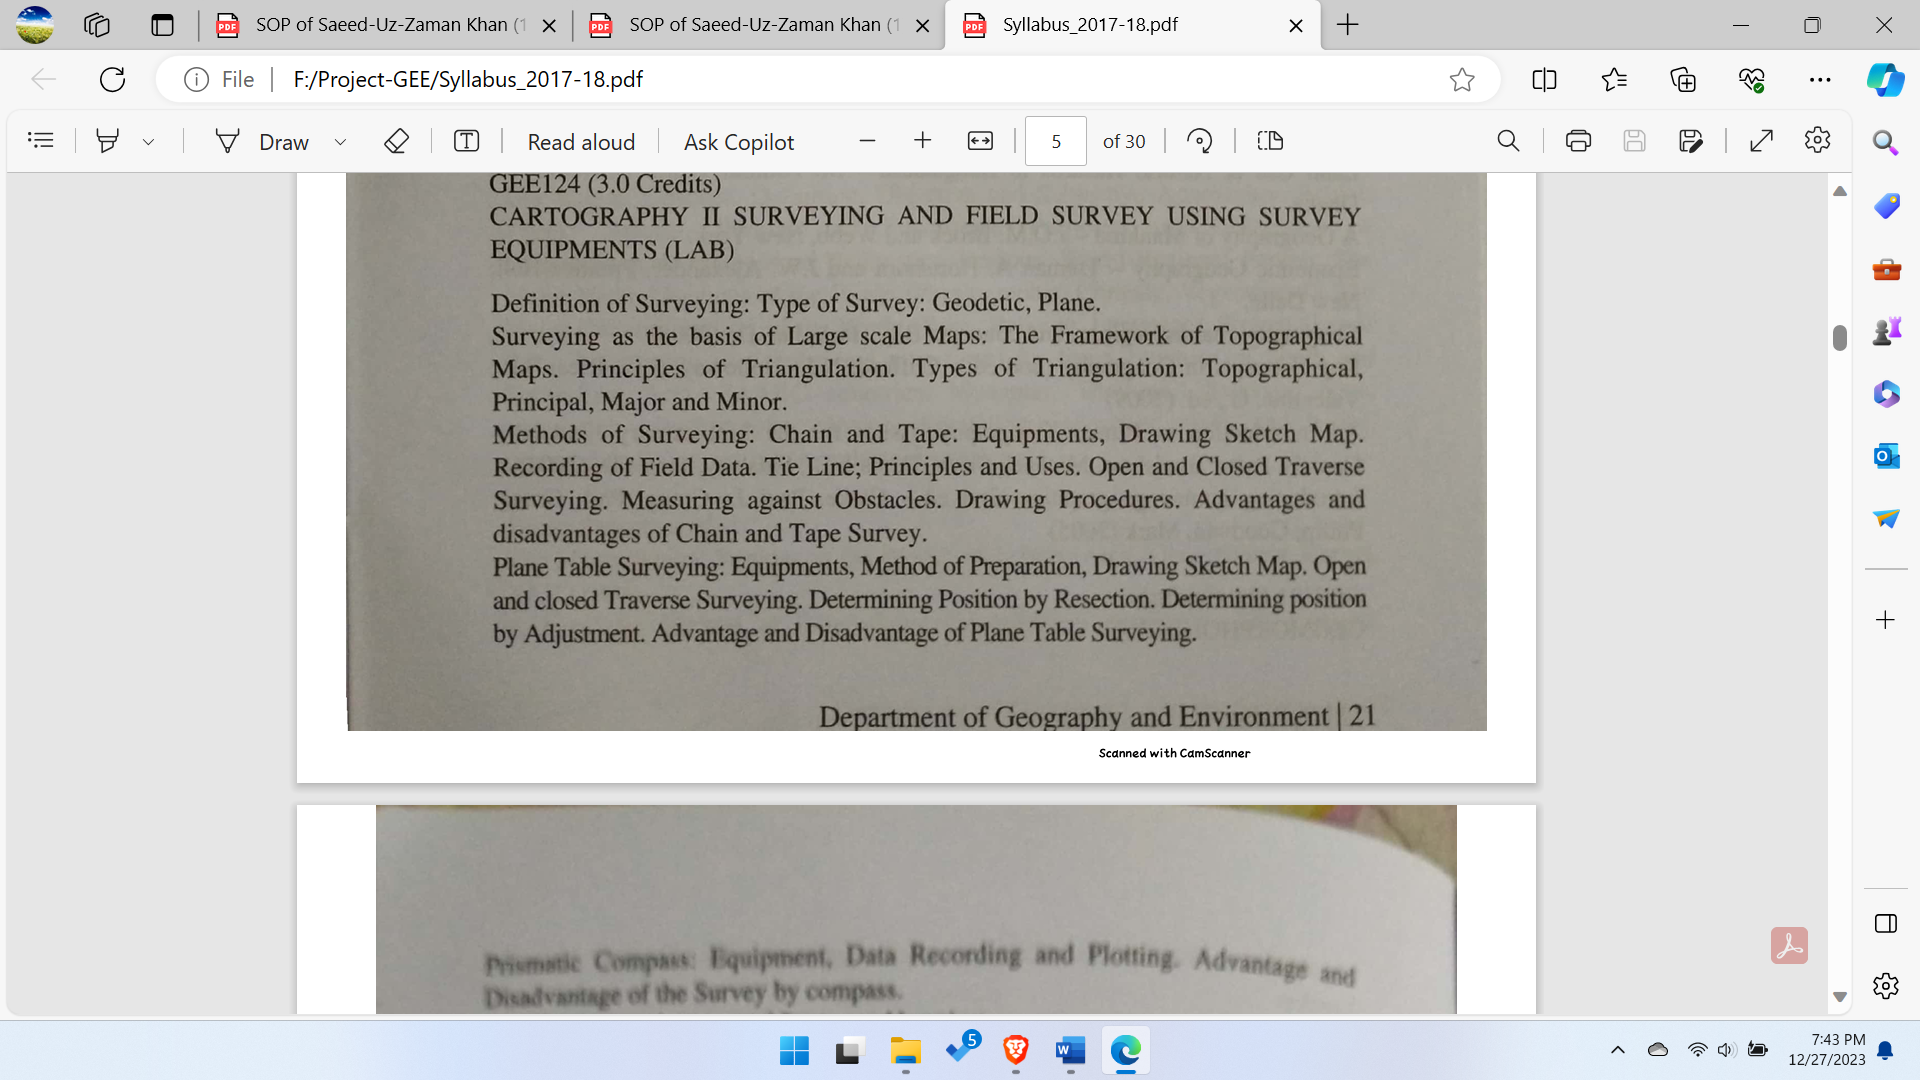 SOP of Saeed-Uz-Zaman Khan (1
SOP of Saeed-Uz-Zaman Khan (1
Syllabus_2017-18.pdf
File
F:/Project-GEE/Syllabus_2017-18.pdf
Draw
Read aloud
Ask Copilot
5
of 30
GEE124 (3.0 Credits)
CARTOGRAPHY II SURVEYING AND FIELD SURVEY USING SURVEY
EQUIPMENTS (LAB)
Definition of Surveying: Type of Survey: Geodetic, Plane.
Surveying as the basis of Large scale Maps: The Framework of Topographical
Maps. Principles of Triangulation. Types of Triangulation: Topographical,
Principal, Major and Minor.
Methods of Surveying: Chain and Tape: Equipments, Drawing Sketch Map.
Recording of Field Data. Tie Line; Principles and Uses. Open and Closed Traverse
Surveying. Measuring against Obstacles. Drawing Procedures. Advantages and
disadvantages of Chain and Tape Survey.
Plane Table Surveying: Equipments, Method of Preparation, Drawing Sketch Map. Open
and closed Traverse Surveying. Determining Position by Resection. Determining position
by Adjustment. Advantage and Disadvantage of Plane Table Surveying.
Department of Geography and Environment | 21
Scanned with CamScanner
Prismatic Compass: Equipment, Data Recording and Plotting. Advantage and
Disadvantage of the Survey by compass.
5
7:43 PM
12/27/2023